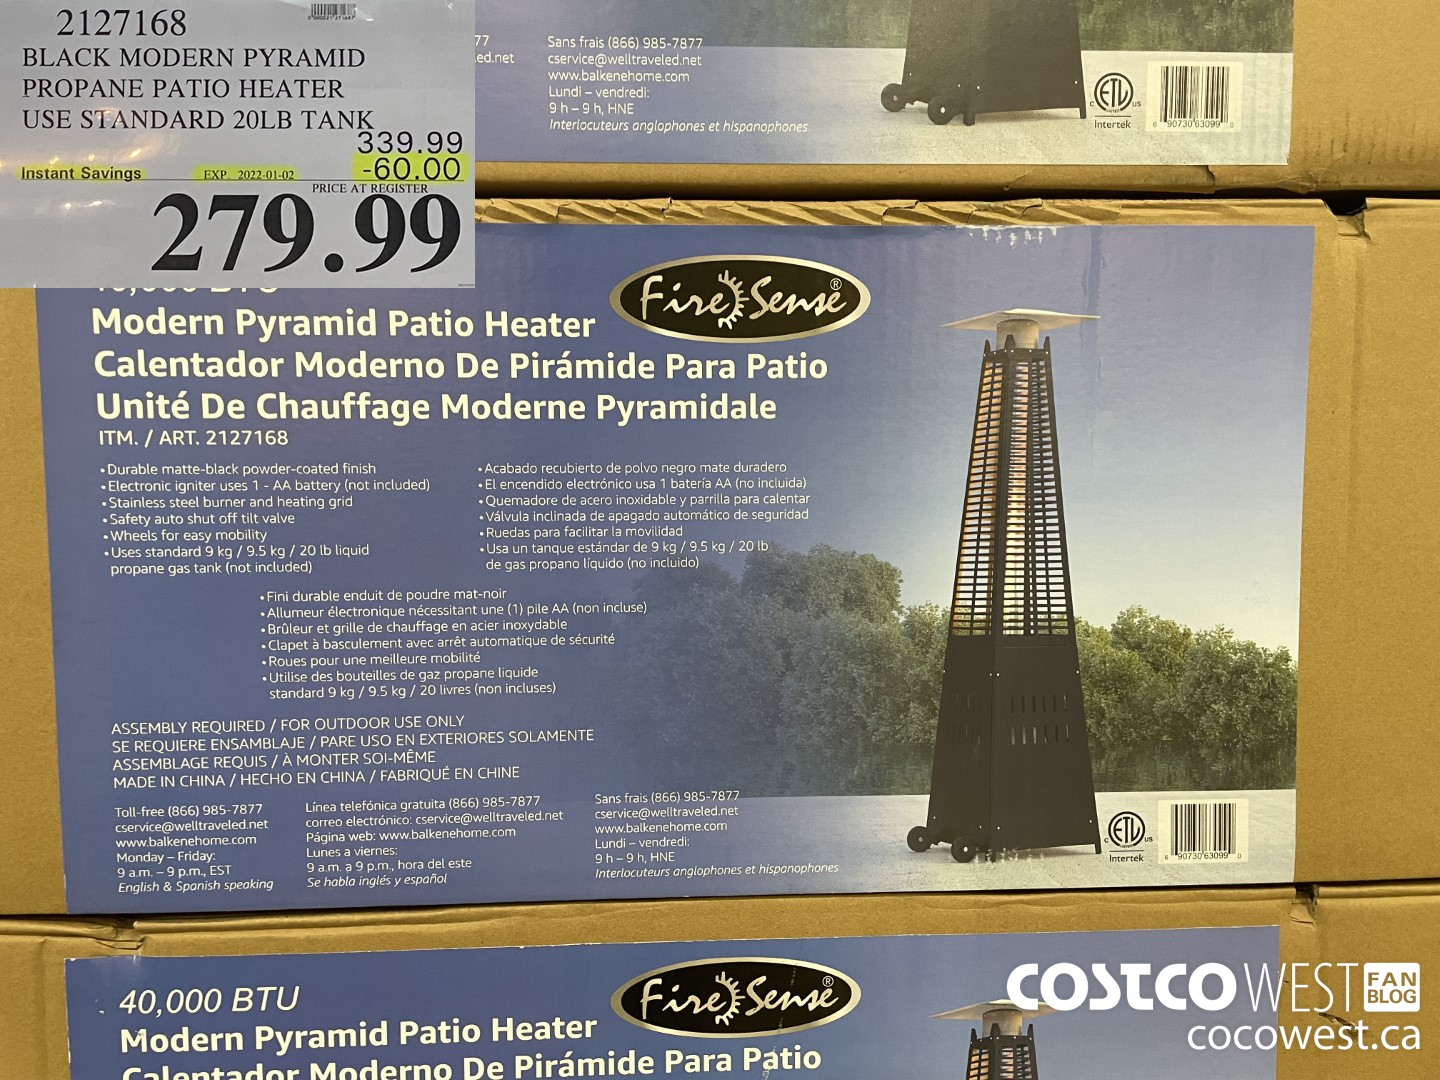 2127168
BLACK MODERN PYRAMID
PROPANE PATIO HEATER
USE STANDARD 20LB TANK
339.99
Instant Savings EXP. 2022-01-02 -60.00
PRICE AT REGISTER
279.99
77
ed.net
Sans frais (866) 985-7877
cservice@welltraveled.net
www.balkenehome.com
Lundi – vendredi:
9 h – 9 h, HNE
Interlocuteurs anglophones et hispanophones
C ETL US
Intertek
6 90730 63099 0
Fire Sense®
Modern Pyramid Patio Heater
Calentador Moderno De Pirámide Para Patio
Unité De Chauffage Moderne Pyramidale
ITM. / ART. 2127168
• Durable matte-black powder-coated finish
• Electronic igniter uses 1 - AA battery (not included)
• Stainless steel burner and heating grid
• Safety auto shut off tilt valve
• Wheels for easy mobility
• Uses standard 9 kg / 9.5 kg / 20 lb liquid
propane gas tank (not included)
• Acabado recubierto de polvo negro mate duradero
• El encendido electrónico usa 1 batería AA (no incluida)
• Quemador de acero inoxidable y parrilla para calentar
• Válvula inclinada de apagado automático de seguridad
• Ruedas para facilitar la movilidad
• Usa un tanque estándar de 9 kg / 9.5 kg / 20 lb
de gas propano líquido (no incluido)
• Fini durable enduit de poudre mat-noir
• Allumeur électronique nécessitant une (1) pile AA (non incluse)
• Brûleur et grille de chauffage en acier inoxydable
• Clapet à basculement avec arrêt automatique de sécurité
• Roues pour une meilleure mobilité
• Utilise des bouteilles de gaz propane liquide
standard 9 kg / 9.5 kg / 20 livres (non incluses)
ASSEMBLY REQUIRED / FOR OUTDOOR USE ONLY
SE REQUIERE ENSAMBLAJE / PARE USO EN EXTERIORES SOLAMENTE
ASSEMBLAGE REQUIS / À MONTER SOI-MÊME
MADE IN CHINA / HECHO EN CHINA / FABRIQUÉ EN CHINE
Toll-free (866) 985-7877
cservice@welltraveled.net
www.balkenehome.com
Monday – Friday:
9 a.m. – 9 p.m., EST
English & Spanish speaking
Línea telefónica gratuita (866) 985-7877
correo electrónico: cservice@welltraveled.net
Página web: www.balkenehome.com
Lunes a viernes:
9 a.m. a 9 p.m., hora del este
Se habla inglés y español
Sans frais (866) 985-7877
cservice@welltraveled.net
www.balkenehome.com
Lundi – vendredi:
9 h – 9 h, HNE
Interlocuteurs anglophones et hispanophones
C ETL US
Intertek
6 90730 63099 0
40,000 BTU
Fire Sense®
Modern Pyramid Patio Heater
Calentador Moderno De Pirámide Para Patio
COSTCO WEST FAN BLOG
cocowest.ca